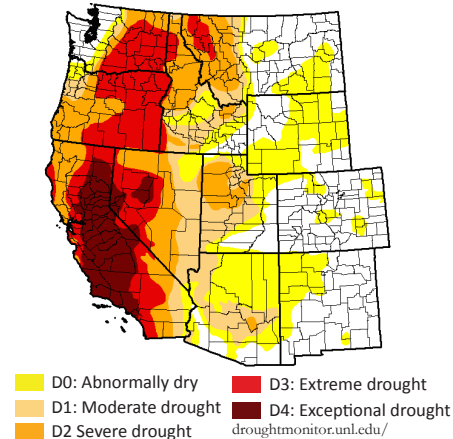 D0: Abnormally dry
D1: Moderate drought
D2 Severe drought
D3: Extreme drought
D4: Exceptional drought
droughtmonitor.unl.edu/